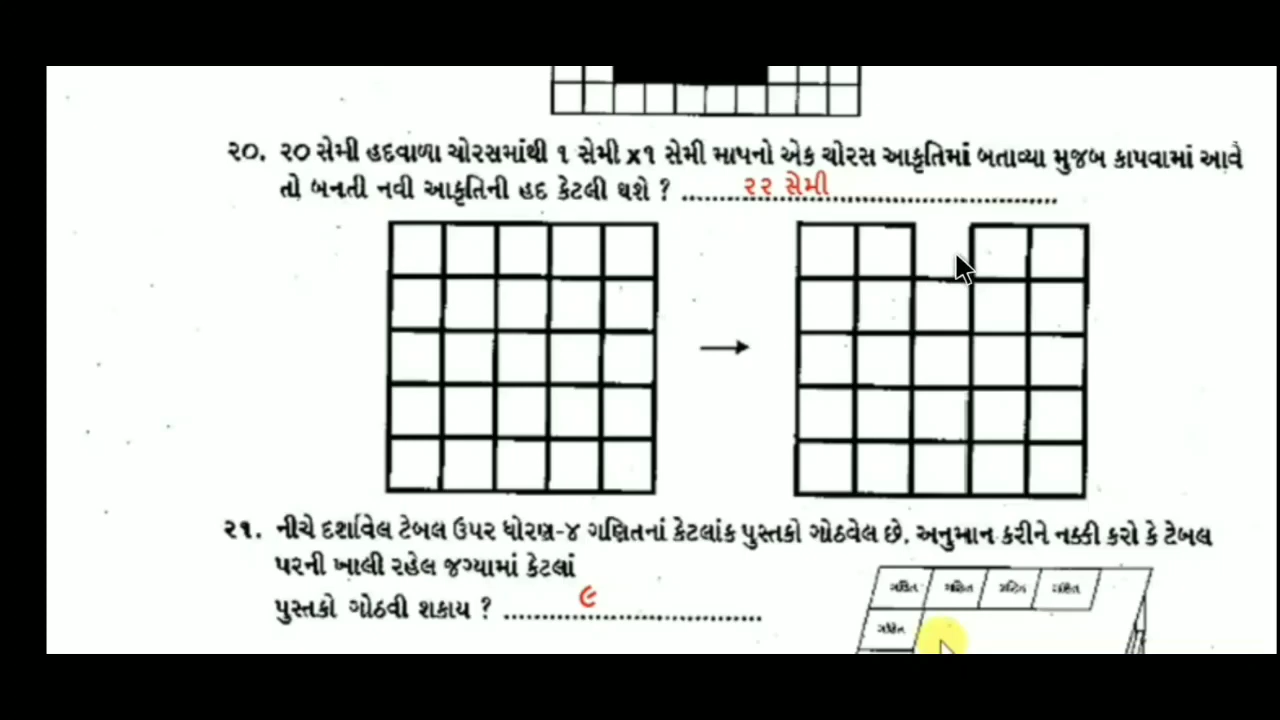 ૨૦. ૨૦ સેમી હદવાળા ચોરસમાંથી ૧ સેમી x૧ સેમી માપનો એક ચોરસ આકૃતિમાં બતાવ્યા મુજબ કાપવામાં આવે
તો બનતી નવી આકૃતિની હદ કેટલી થશે ? ૨૨ સેમી
૨૧. નીચે દર્શાવેલ ટેબલ ઉપર ધોરણ-૪ ગણિતનાં કેટલાંક પુસ્તકો ગોઠવેલ છે. અનુમાન કરીને નક્કી કરો કે ટેબલ
પરની ખાલી રહેલ જગ્યામાં કેટલાં
પુસ્તકો ગોઠવી શકાય ? ૯
ગણિત ગણિત ગણિત ગણિત
ગણિત